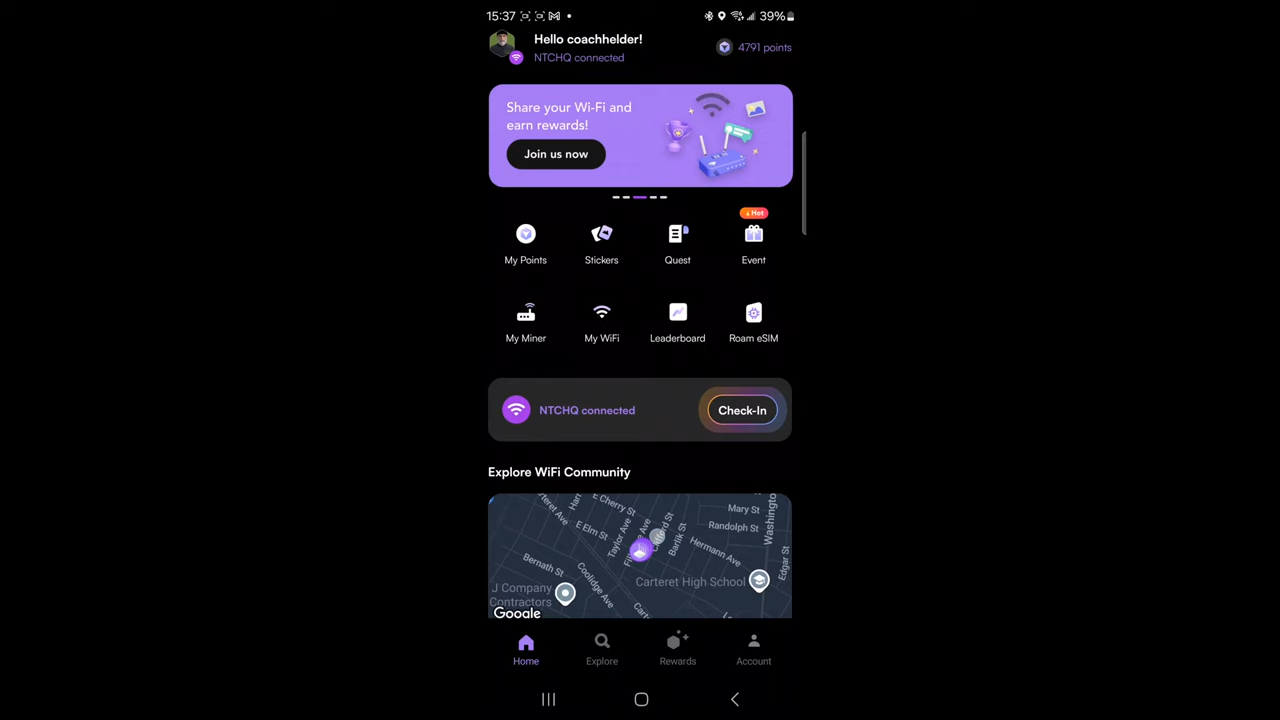 15:37 39%
Hello coachhelder!
NTCHQ connected
4791 points
Share your Wi-Fi and
earn rewards!
Join us now
Hot
My Points Stickers Quest Event
My Miner My WiFi Leaderboard Roam eSIM
NTCHQ connected Check-In
Explore WiFi Community
E Cherry St
Mary St
Washington
Randolph St
E Elm St
Taylor Ave
Barlik St
Hermann Ave
Edgar St
Bernath St
Coolidge Ave
Carteret High School
J Company
Contractors
Google
Home Explore Rewards Account